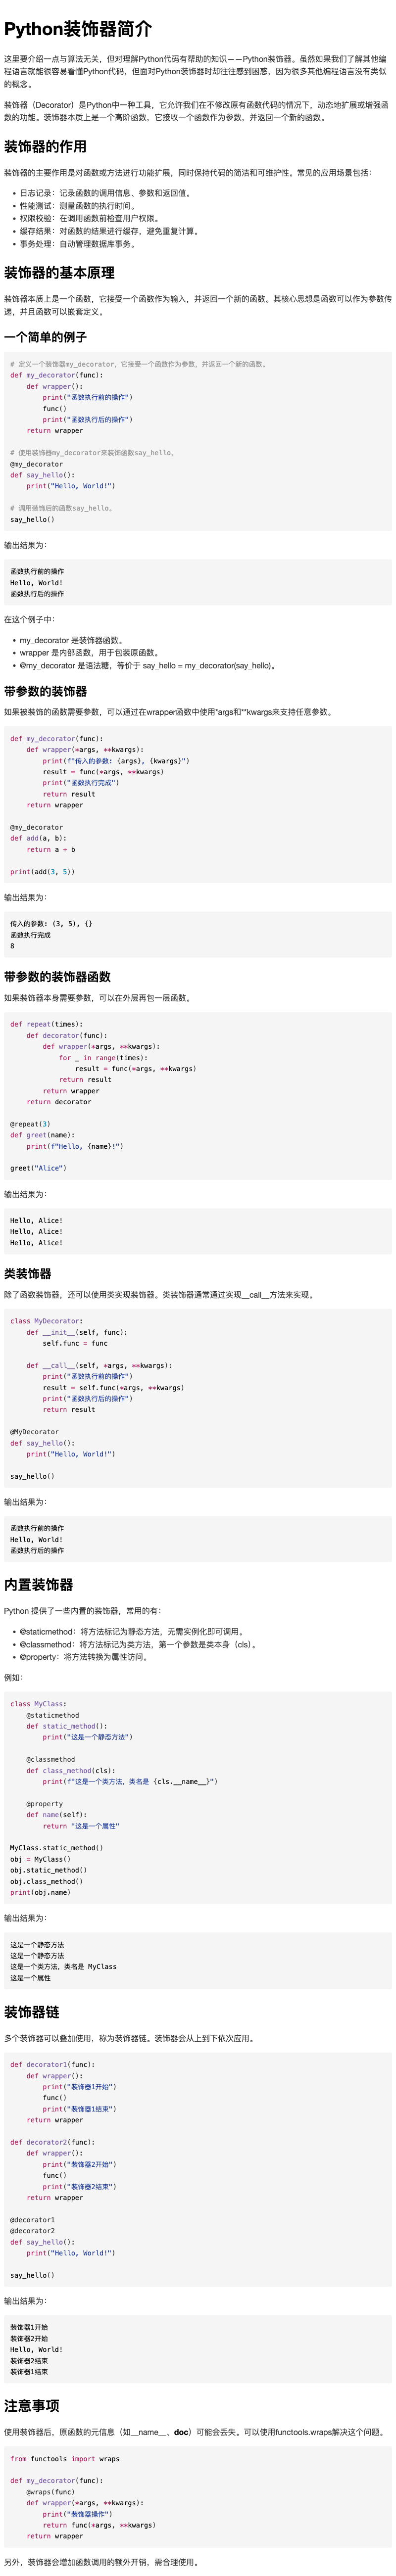 Python装饰器简介
这里要介绍一点与算法无关，但对理解Python代码有帮助的知识——Python装饰器。虽然如果我们了解其他编
程语言就能很容易看懂Python代码，但面对Python装饰器时却往往感到困惑，因为很多其他编程语言没有类似
的概念。
装饰器（Decorator）是Python中一种工具，它允许我们在不修改原有函数代码的情况下，动态地扩展或增强函
数的功能。装饰器本质上是一个高阶函数，它接收一个函数作为参数，并返回一个新的函数。
装饰器的作用
装饰器的主要作用是对函数或方法进行功能扩展，同时保持代码的简洁和可维护性。常见的应用场景包括：
• 日志记录：记录函数的调用信息、参数和返回值。
• 性能测试：测量函数的执行时间。
• 权限校验：在调用函数前检查用户权限。
• 缓存结果：对函数的结果进行缓存，避免重复计算。
• 事务处理：自动管理数据库事务。
装饰器的基本原理
装饰器本质上是一个函数，它接受一个函数作为输入，并返回一个新的函数。其核心思想是函数可以作为参数传
递，并且函数可以嵌套定义。
一个简单的例子
# 定义一个装饰器my_decorator，它接受一个函数作为参数，并返回一个新的函数。
def my_decorator(func):
    def wrapper():
        print("函数执行前的操作")
        func()
        print("函数执行后的操作")
    return wrapper
# 使用装饰器my_decorator来装饰函数say_hello。
@my_decorator
def say_hello():
    print("Hello, World!")
# 调用装饰后的函数say_hello。
say_hello()
输出结果为：
函数执行前的操作
Hello, World!
函数执行后的操作
在这个例子中：
• my_decorator 是装饰器函数。
• wrapper 是内部函数，用于包装原函数。
• @my_decorator 是语法糖，等价于 say_hello = my_decorator(say_hello)。
带参数的装饰器
如果被装饰的函数需要参数，可以通过在wrapper函数中使用*args和**kwargs来支持任意参数。
def my_decorator(func):
    def wrapper(*args, **kwargs):
        print(f"传入的参数: {args}, {kwargs}")
        result = func(*args, **kwargs)
        print("函数执行完成")
        return result
    return wrapper
@my_decorator
def add(a, b):
    return a + b
print(add(3, 5))
输出结果为：
传入的参数: (3, 5), {}
函数执行完成
8
带参数的装饰器函数
如果装饰器本身需要参数，可以在外层再包一层函数。
def repeat(times):
    def decorator(func):
        def wrapper(*args, **kwargs):
            for _ in range(times):
                result = func(*args, **kwargs)
            return result
        return wrapper
    return decorator
@repeat(3)
def greet(name):
    print(f"Hello, {name}!")
greet("Alice")
输出结果为：
Hello, Alice!
Hello, Alice!
Hello, Alice!
类装饰器
除了函数装饰器，还可以使用类实现装饰器。类装饰器通常通过实现__call__方法来实现。
class MyDecorator:
    def __init__(self, func):
        self.func = func
    def __call__(self, *args, **kwargs):
        print("函数执行前的操作")
        result = self.func(*args, **kwargs)
        print("函数执行后的操作")
        return result
@MyDecorator
def say_hello():
    print("Hello, World!")
say_hello()
输出结果为：
函数执行前的操作
Hello, World!
函数执行后的操作
内置装饰器
Python 提供了一些内置的装饰器，常用的有：
• @staticmethod：将方法标记为静态方法，无需实例化即可调用。
• @classmethod：将方法标记为类方法，第一个参数是类本身（cls）。
• @property：将方法转换为属性访问。
例如：
class MyClass:
    @staticmethod
    def static_method():
        print("这是一个静态方法")
    @classmethod
    def class_method(cls):
        print(f"这是一个类方法，类名是 {cls.__name__}")
    @property
    def name(self):
        return "这是一个属性"
MyClass.static_method()
obj = MyClass()
obj.static_method()
obj.class_method()
print(obj.name)
输出结果为：
这是一个静态方法
这是一个静态方法
这是一个类方法，类名是 MyClass
这是一个属性
装饰器链
多个装饰器可以叠加使用，称为装饰器链。装饰器会从上到下依次应用。
def decorator1(func):
    def wrapper():
        print("装饰器1开始")
        func()
        print("装饰器1结束")
    return wrapper
def decorator2(func):
    def wrapper():
        print("装饰器2开始")
        func()
        print("装饰器2结束")
    return wrapper
@decorator1
@decorator2
def say_hello():
    print("Hello, World!")
say_hello()
输出结果为：
装饰器1开始
装饰器2开始
Hello, World!
装饰器2结束
装饰器1结束
注意事项
使用装饰器后，原函数的元信息（如__name__、doc）可能会丢失。可以使用functools.wraps解决这个问题。
from functools import wraps
def my_decorator(func):
    @wraps(func)
    def wrapper(*args, **kwargs):
        print("装饰器操作")
        return func(*args, **kwargs)
    return wrapper
另外，装饰器会增加函数调用的额外开销，需合理使用。